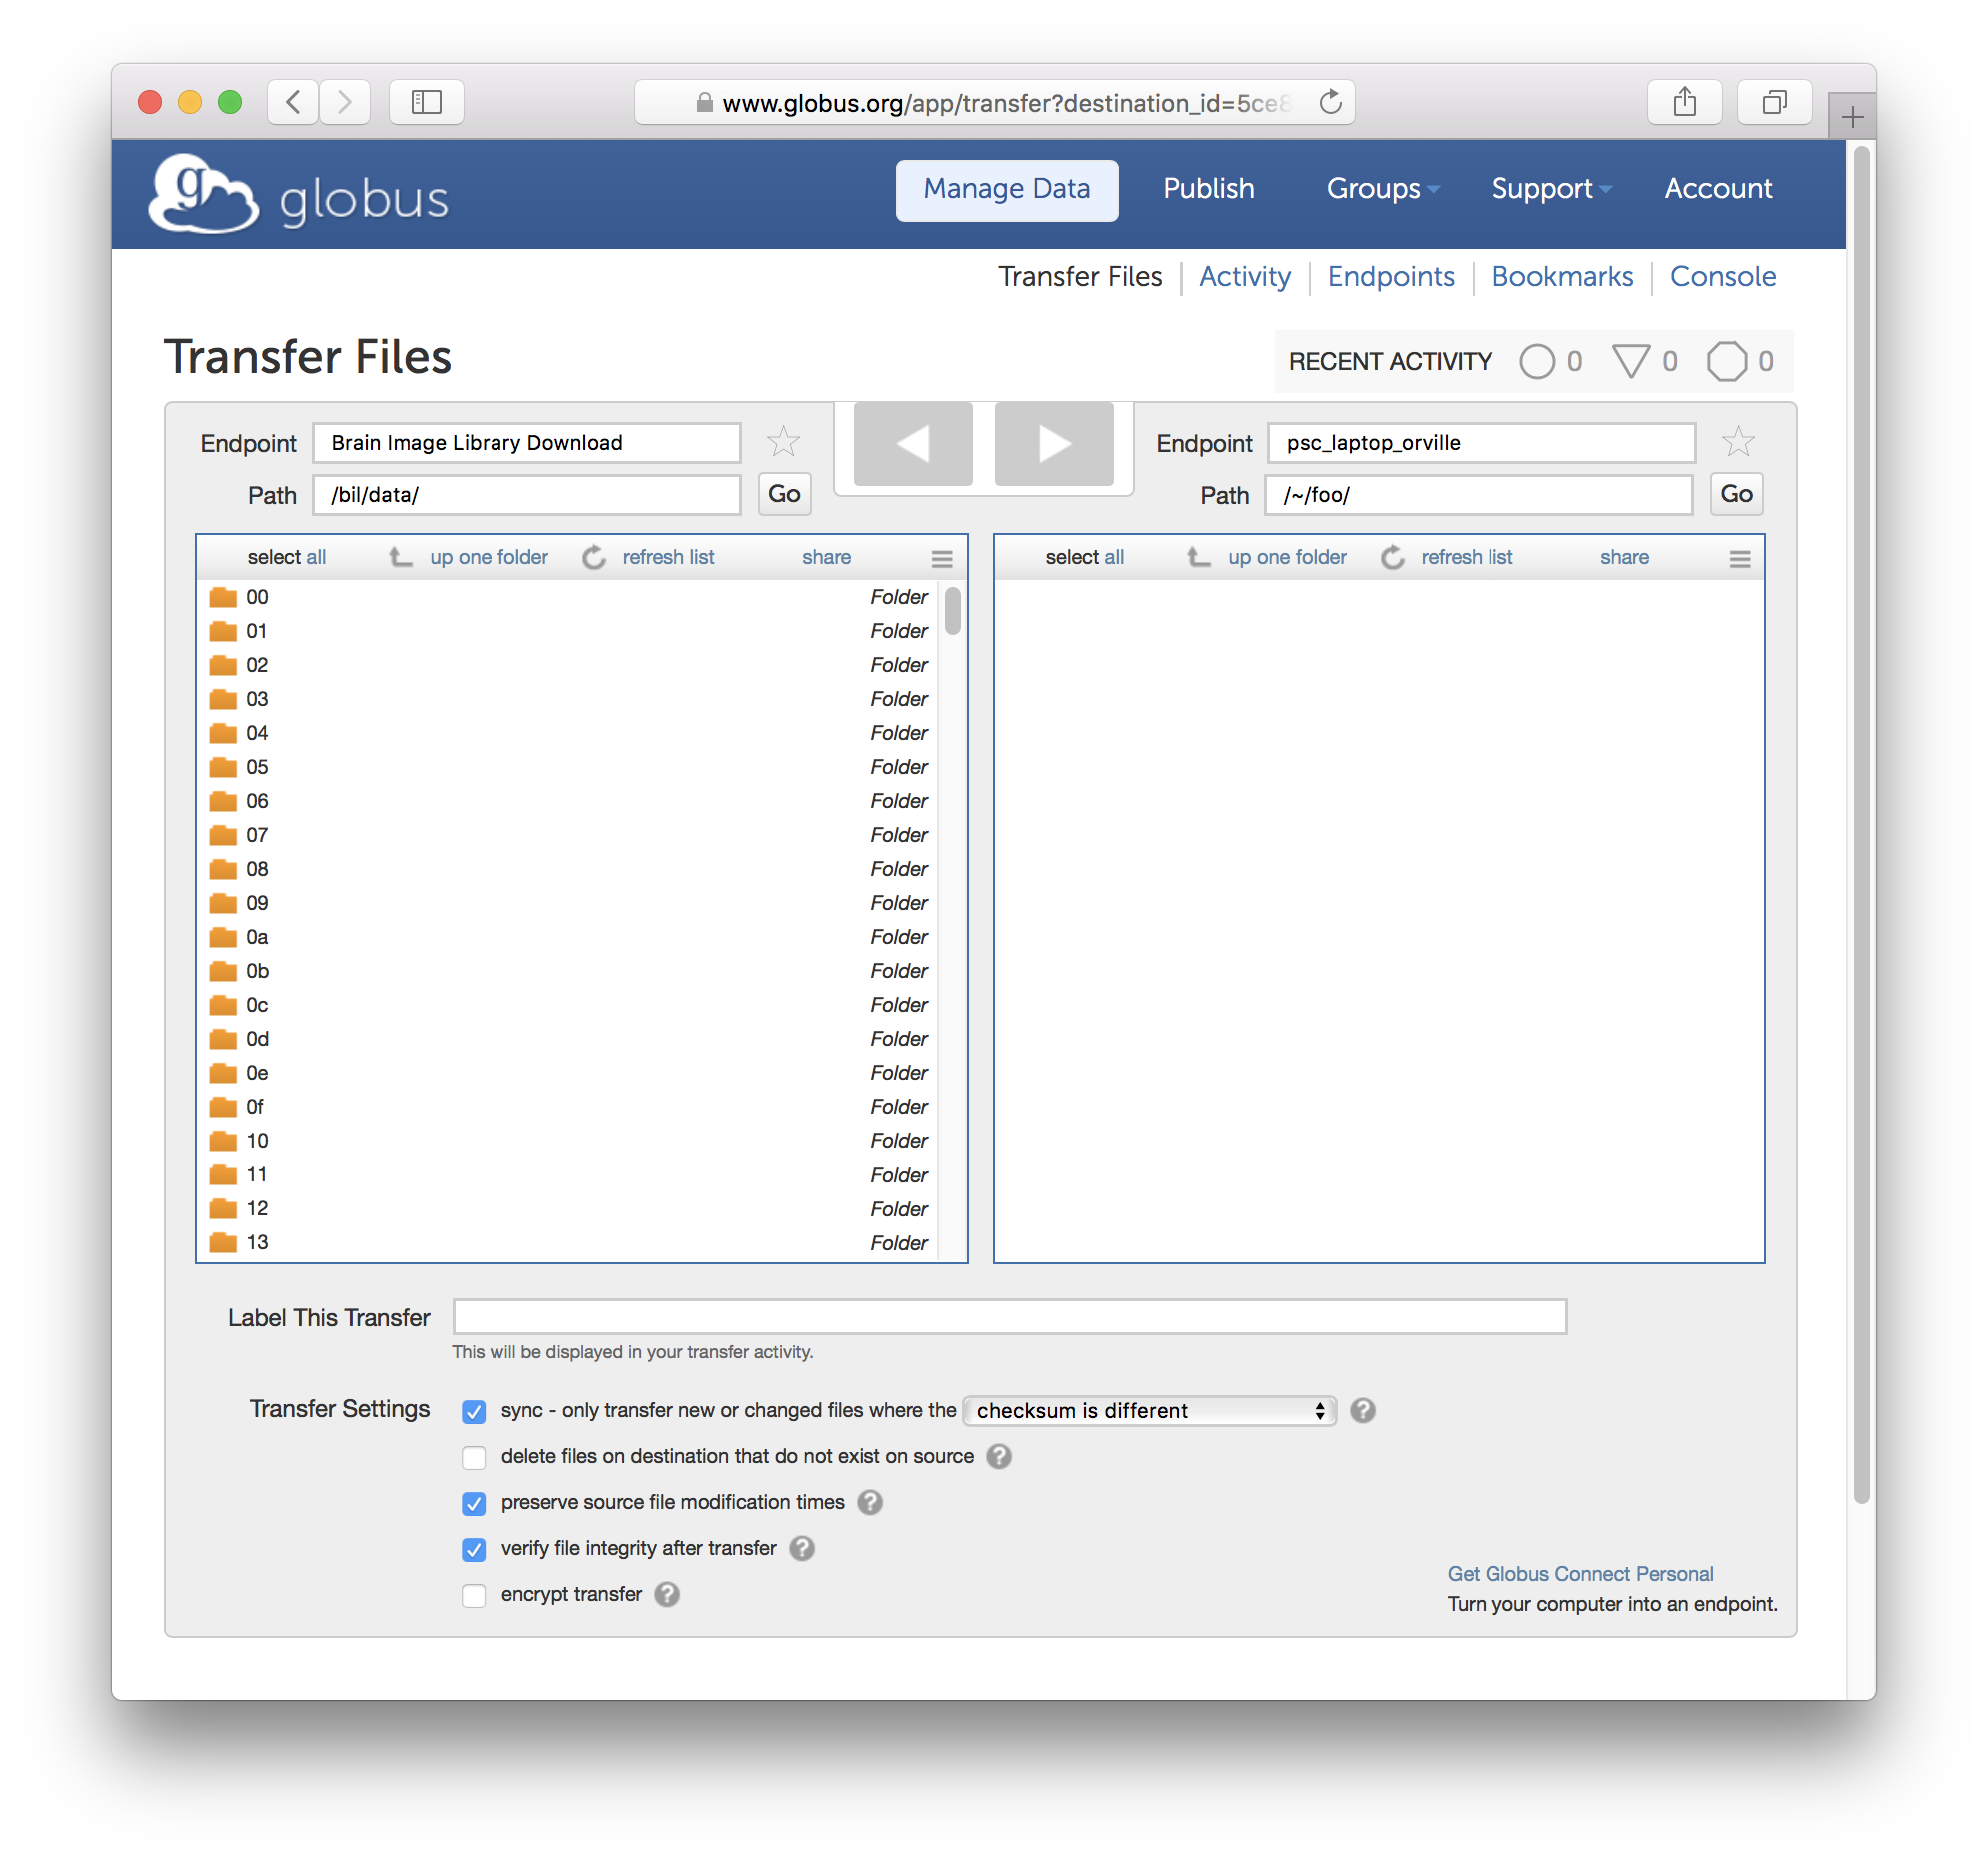 www.globus.org/app/transfer?destination_id=5ce8
globus
Manage Data Publish Groups Support Account
Transfer Files Activity Endpoints Bookmarks Console
Transfer Files
RECENT ACTIVITY 0 0 0
Endpoint Brain Image Library Download
Path /bil/data/ Go
Endpoint psc_laptop_orville
Path /~/foo/ Go
select all up one folder refresh list share
00 Folder
01 Folder
02 Folder
03 Folder
04 Folder
05 Folder
06 Folder
07 Folder
08 Folder
09 Folder
0a Folder
0b Folder
0c Folder
0d Folder
0e Folder
0f Folder
10 Folder
11 Folder
12 Folder
13 Folder
select all up one folder refresh list share
Label This Transfer
This will be displayed in your transfer activity.
Transfer Settings
sync - only transfer new or changed files where the checksum is different ?
delete files on destination that do not exist on source ?
preserve source file modification times ?
verify file integrity after transfer ?
encrypt transfer ?
Get Globus Connect Personal
Turn your computer into an endpoint.